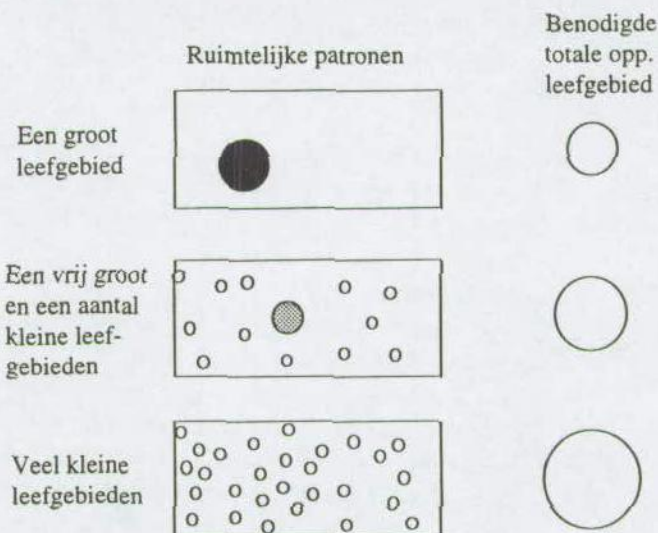 Ruimtelijke patronen
Benodigde
totale opp.
leefgebied
Een groot
leefgebied
Een vrij groot
en een aantal
kleine leef-
gebieden
Veel kleine
leefgebieden